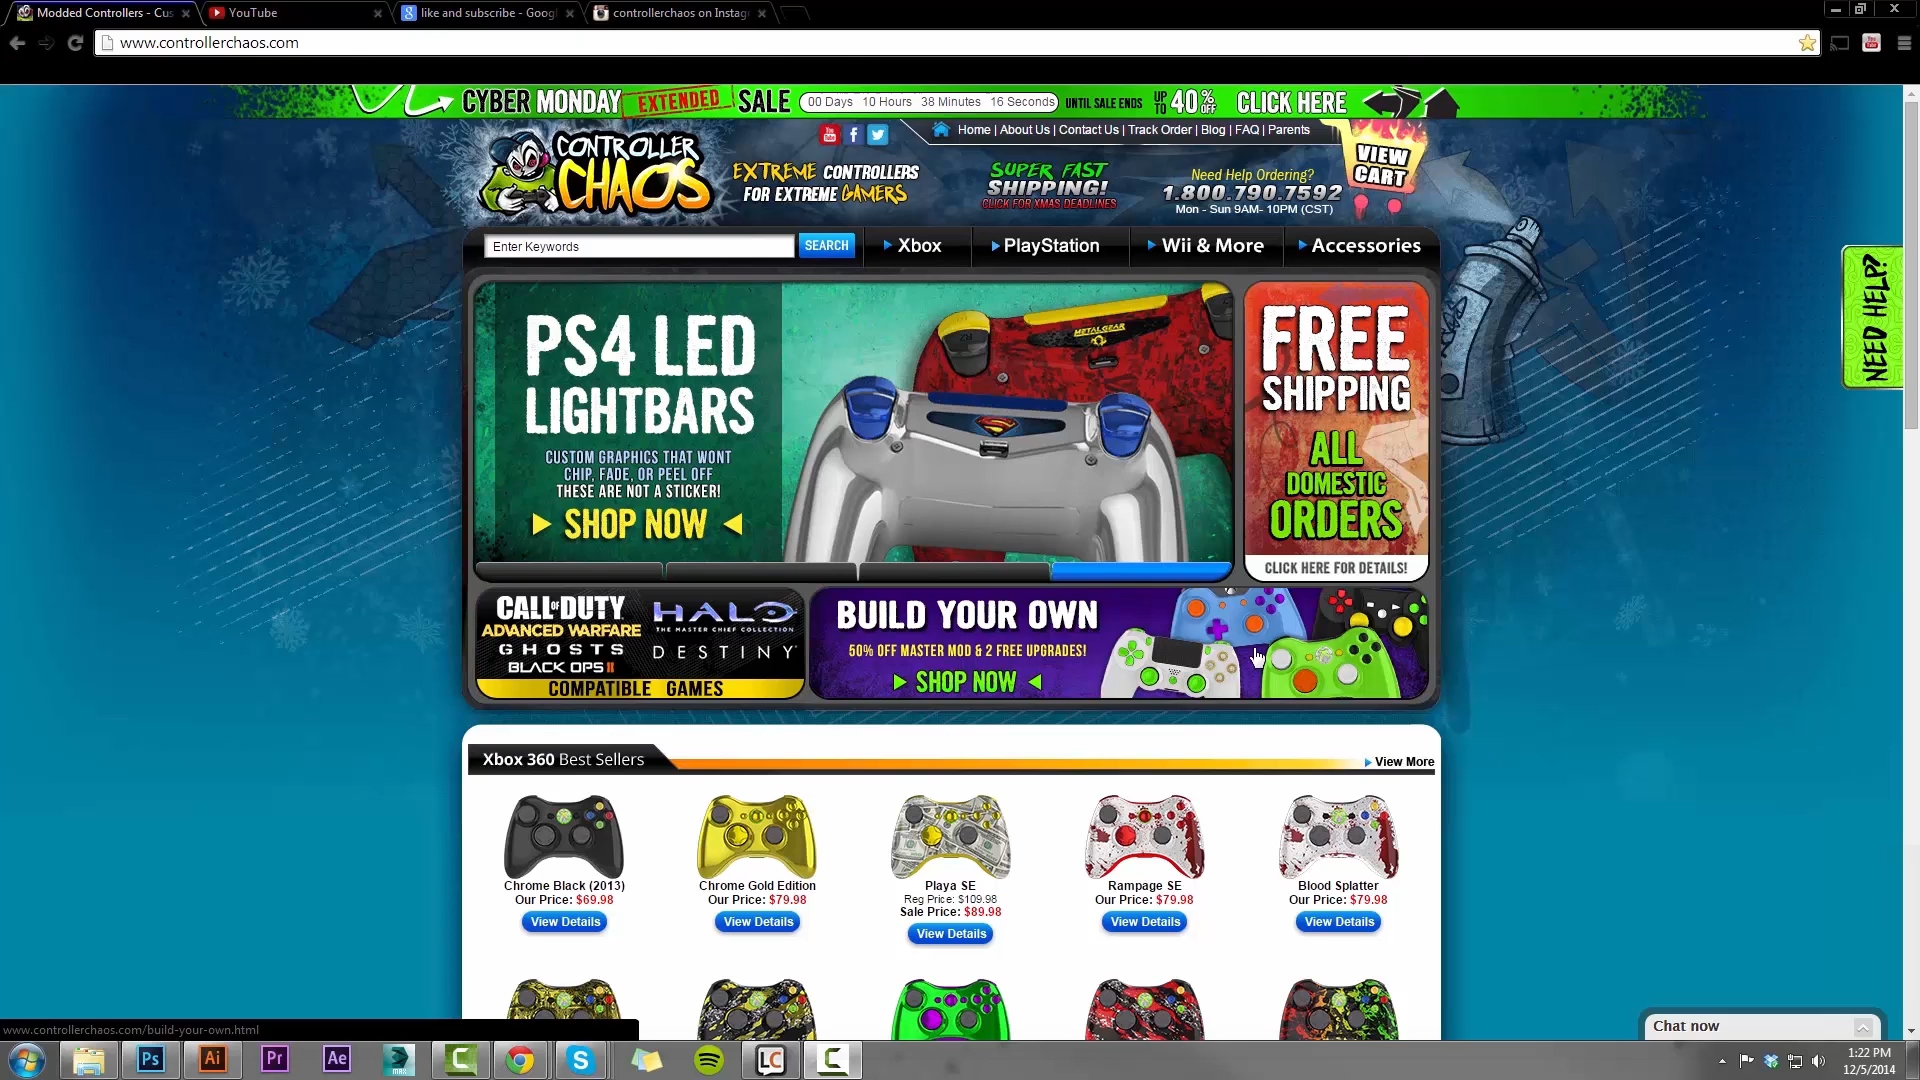 Modded Controllers - Cus
YouTube
like and subscribe - Googl
controllerchaos on Instag
www.controllerchaos.com
CYBER MONDAY EXTENDED SALE
00 Days 10 Hours 38 Minutes 16 Seconds
UNTIL SALE ENDS
UP TO 40% OFF
CLICK HERE
CONTROLLER CHAOS
Home | About Us | Contact Us | Track Order | Blog | FAQ | Parents
EXTREME CONTROLLERS
FOR EXTREME GAMERS
SUPER FAST
SHIPPING!
CLICK FOR XMAS DEADLINES
Need Help Ordering?
1.800.790.7592
Mon - Sun 9AM- 10PM (CST)
VIEW CART
Enter Keywords
SEARCH
Xbox
PlayStation
Wii & More
Accessories
NEED HELP?
PS4 LED
LIGHTBARS
CUSTOM GRAPHICS THAT WONT
CHIP, FADE, OR PEEL OFF
THESE ARE NOT A STICKER!
SHOP NOW
METAL GEAR
FREE
SHIPPING
ALL
DOMESTIC
ORDERS
CLICK HERE FOR DETAILS!
CALL OF DUTY
ADVANCED WARFARE
GHOSTS
BLACK OPS II
HALO
THE MASTER CHIEF COLLECTION
DESTINY
COMPATIBLE GAMES
BUILD YOUR OWN
50% OFF MASTER MOD & 2 FREE UPGRADES!
SHOP NOW
Xbox 360 Best Sellers
View More
Chrome Black (2013)
Our Price: $69.98
View Details
Chrome Gold Edition
Our Price: $79.98
View Details
Playa SE
Reg Price: $109.98
Sale Price: $89.98
View Details
Rampage SE
Our Price: $79.98
View Details
Blood Splatter
Our Price: $79.98
View Details
www.controllerchaos.com/build-your-own.html
Chat now
Ps
Ai
Pr
Ae
MAX
C
S
LC
C
1:22 PM
12/5/2014